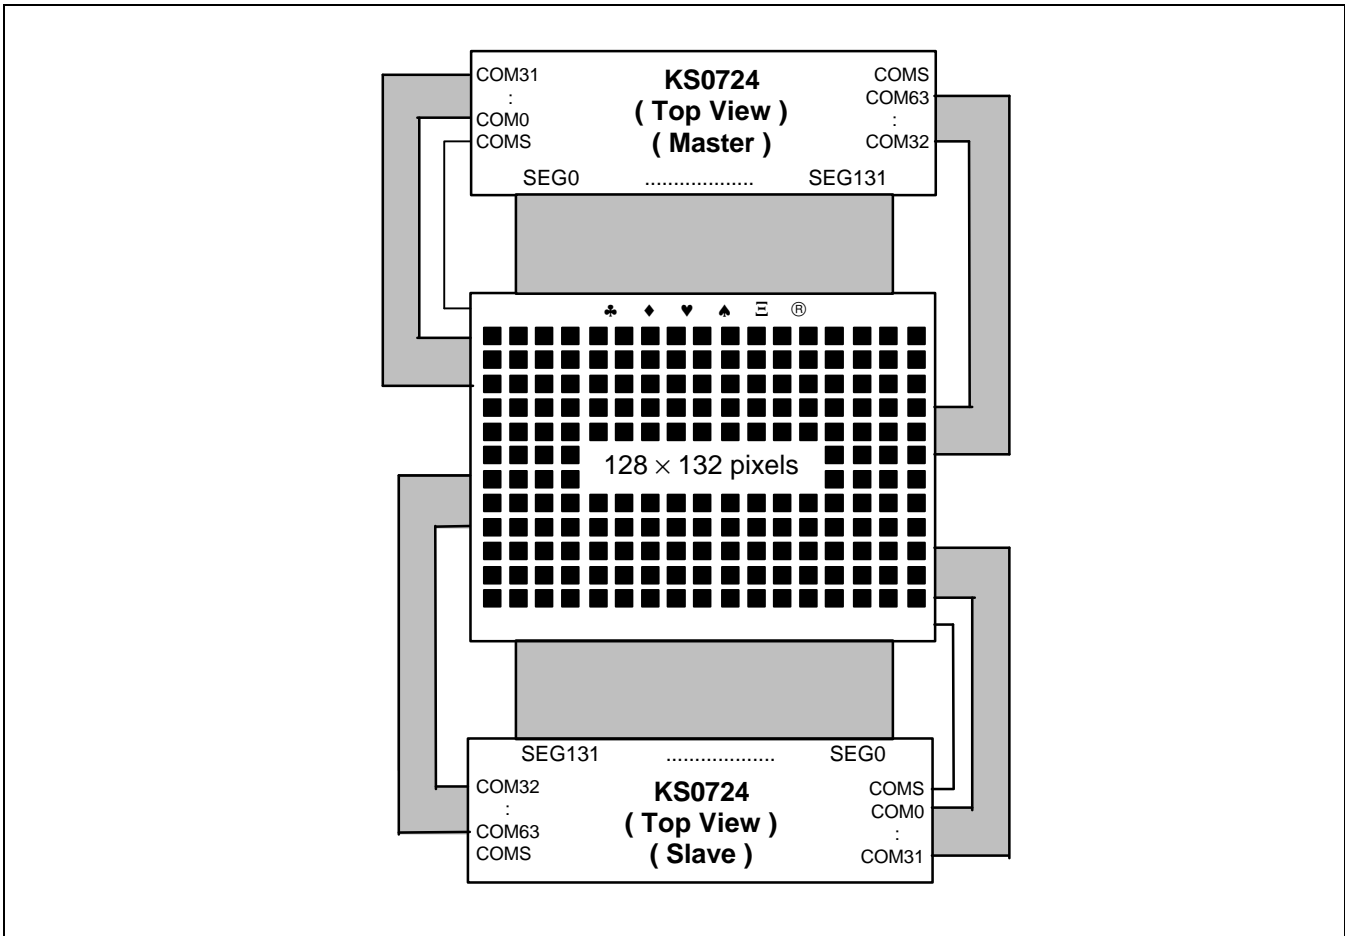 COM31
:
COM0
COMS
KS0724
( Top View )
( Master )
COMS
COM63
:
COM32
SEG0 ................... SEG131
♣ ♦ ♥ ♠ Ξ ®
128 × 132 pixels
SEG131 ................... SEG0
COM32
:
COM63
COMS
KS0724
( Top View )
( Slave )
COMS
COM0
:
COM31